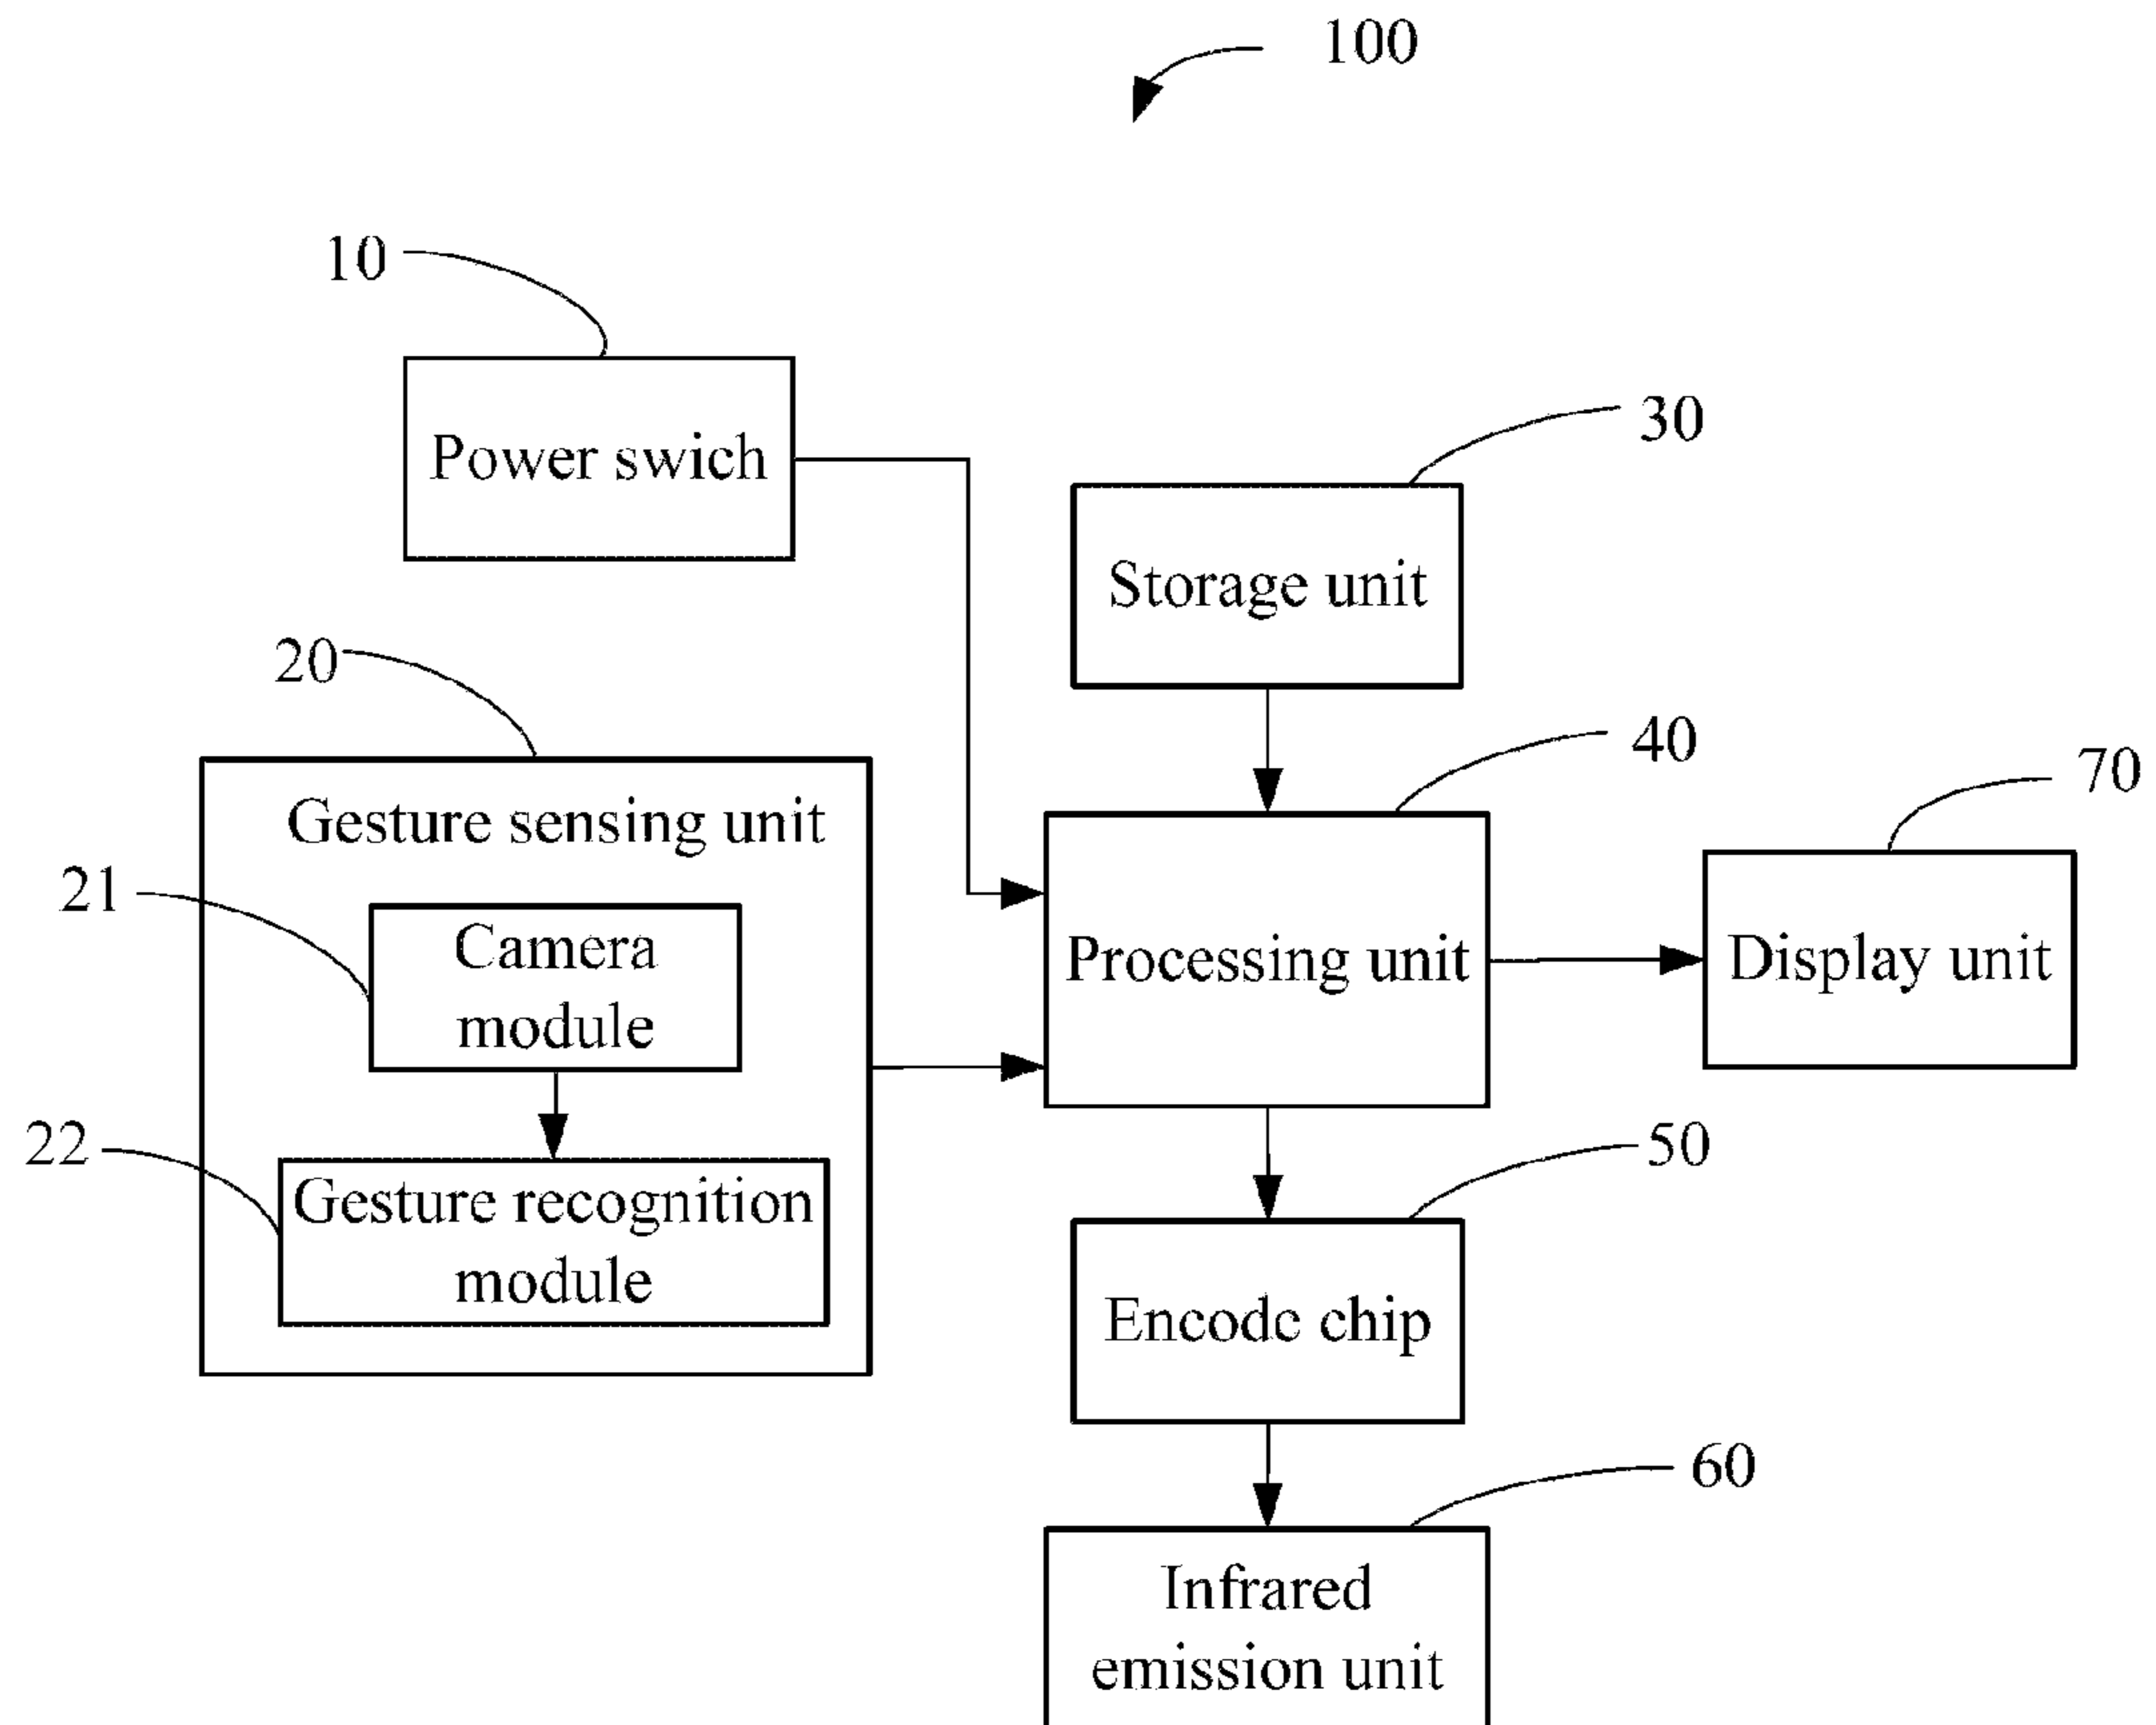 100
10
Power swich
30
Storage unit
20
Gesture sensing unit
40
70
21
Camera
module
Processing unit
Display unit
22
Gesture recognition
module
50
Encode chip
60
Infrared
emission unit